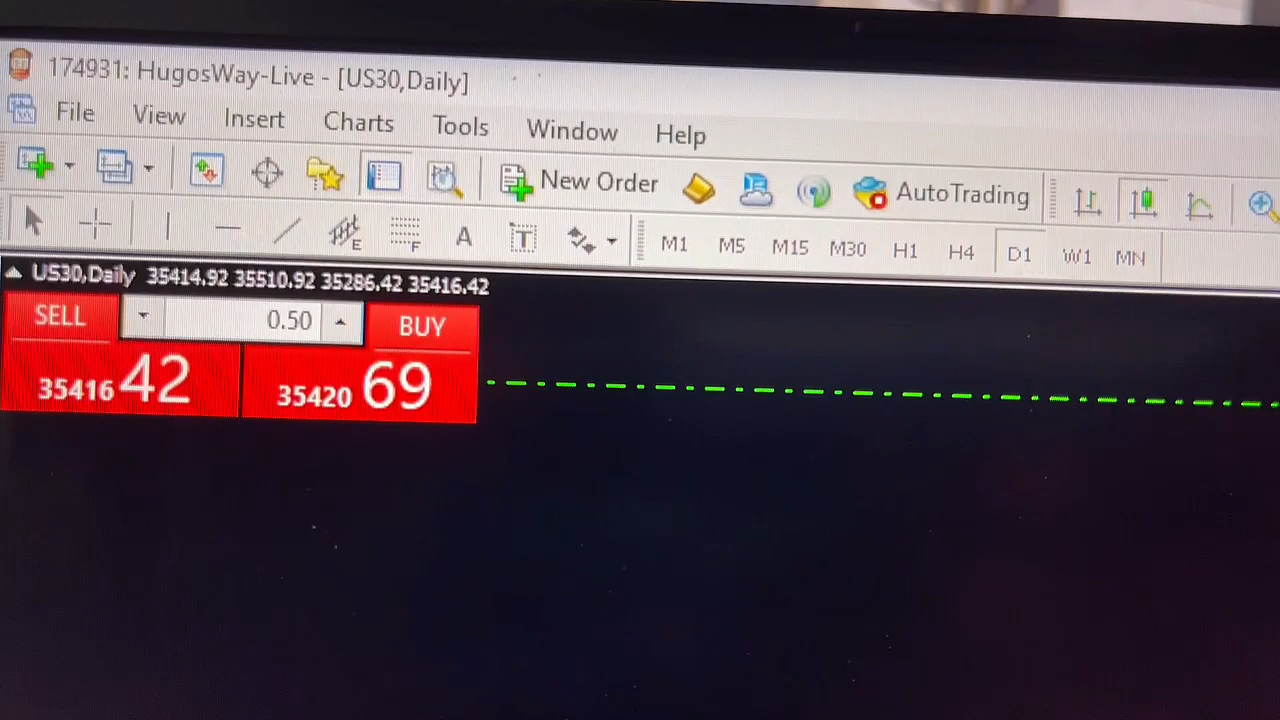 174931: HugosWay-Live - [US30,Daily]
File View Insert Charts Tools Window Help
New Order AutoTrading
E F A T M1 M5 M15 M30 H1 H4 D1 W1 MN
US30,Daily 35414.92 35510.92 35286.42 35416.42
SELL 0.50 BUY
35416 42 35420 69